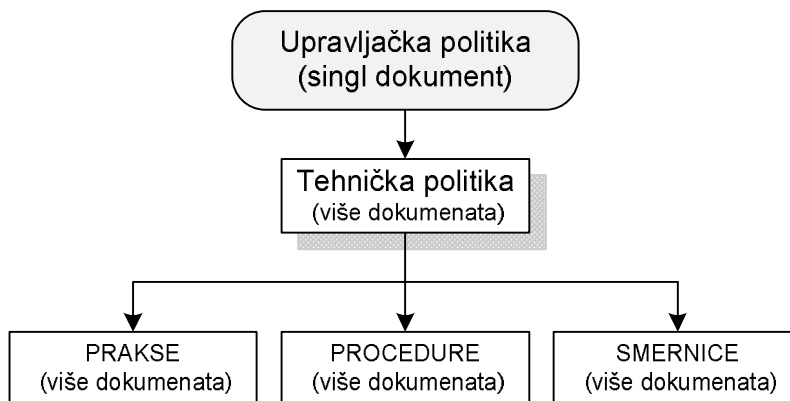 Upravljačka politika
(singl dokument)
Tehnička politika
(više dokumenata)
PRAKSE
(više dokumenata)
PROCEDURE
(više dokumenata)
SMERNICE
(više dokumenata)